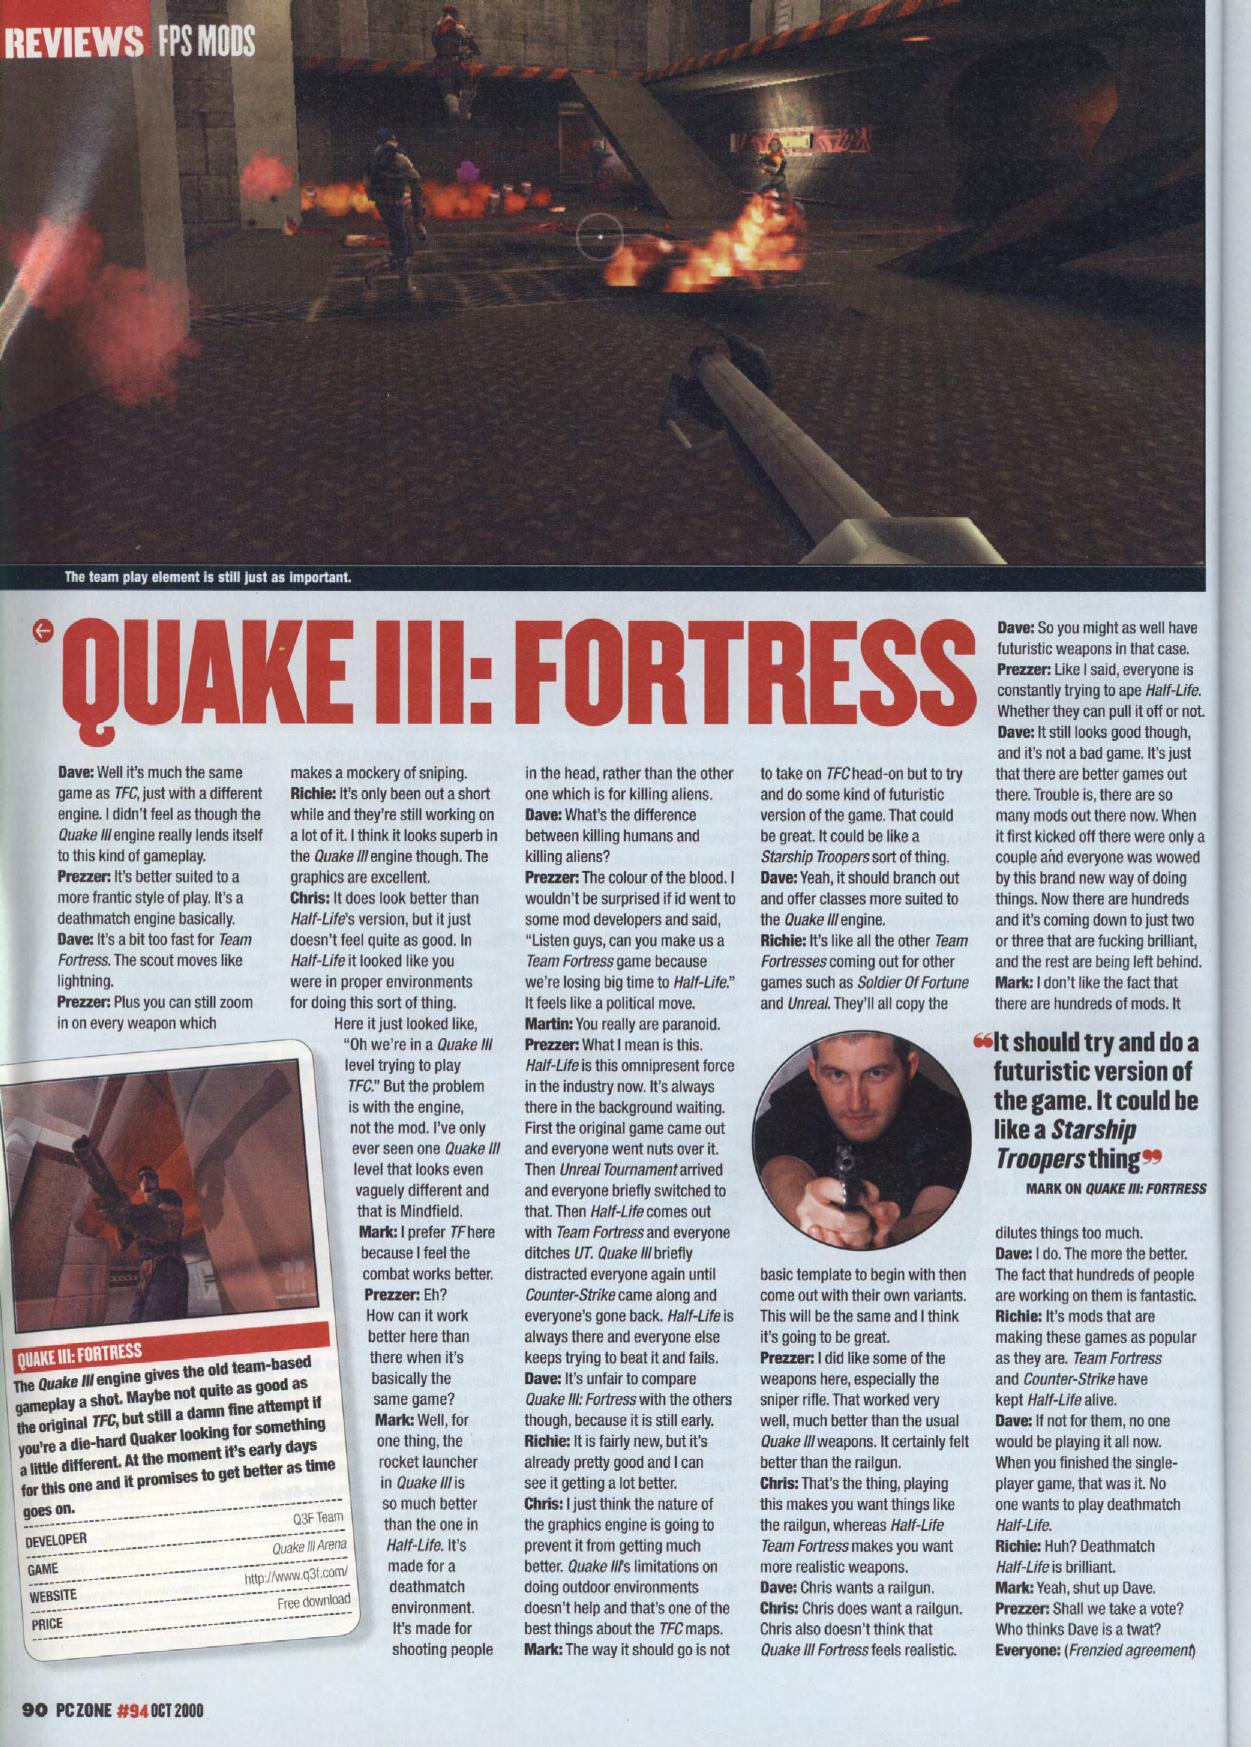 REVIEWS FPS MODS
The team play element is still just as important.
QUAKE III: FORTRESS
Dave: Well it's much the same
game as TFC, just with a different
engine. I didn't feel as though the
Quake III engine really lends itself
to this kind of gameplay.
Prezzer: It's better suited to a
more frantic style of play. It's a
deathmatch engine basically.
Dave: It's a bit too fast for Team
Fortress. The scout moves like
lightning.
Prezzer: Plus you can still zoom
in on every weapon which
makes a mockery of sniping.
Richie: It's only been out a short
while and they're still working on
a lot of it. I think it looks superb in
the Quake III engine though. The
graphics are excellent.
Chris: It does look better than
Half-Life's version, but it just
doesn't feel quite as good. In
Half-Life it looked like you
were in proper environments
for doing this sort of thing.
Here it just looked like,
"Oh we're in a Quake III
level trying to play
TFC." But the problem
is with the engine,
not the mod. I've only
ever seen one Quake III
level that looks even
vaguely different and
that is Mindfield.
Mark: I prefer TF here
because I feel the
combat works better.
Prezzer: Eh?
How can it work
better here than
there when it's
basically the
same game?
Mark: Well, for
one thing, the
rocket launcher
in Quake III is
so much better
than the one in
Half-Life. It's
made for a
deathmatch
environment.
It's made for
shooting people
in the head, rather than the other
one which is for killing aliens.
Dave: What's the difference
between killing humans and
killing aliens?
Prezzer: The colour of the blood. I
wouldn't be surprised if id went to
some mod developers and said,
"Listen guys, can you make us a
Team Fortress game because
we're losing big time to Half-Life."
It feels like a political move.
Martin: You really are paranoid.
Prezzer: What I mean is this.
Half-Life is this omnipresent force
in the industry now. It's always
there in the background waiting.
First the original game came out
and everyone went nuts over it.
Then Unreal Tournament arrived
and everyone briefly switched to
that. Then Half-Life comes out
with Team Fortress and everyone
ditches UT. Quake III briefly
distracted everyone again until
Counter-Strike came along and
everyone's gone back. Half-Life is
always there and everyone else
keeps trying to beat it and fails.
Dave: It's unfair to compare
Quake III: Fortress with the others
though, because it is still early.
Richie: It is fairly new, but it's
already pretty good and I can
see it getting a lot better.
Chris: I just think the nature of
the graphics engine is going to
prevent it from getting much
better. Quake III's limitations on
doing outdoor environments
doesn't help and that's one of the
best things about the TFC maps.
Mark: The way it should go is not
to take on TFC head-on but to try
and do some kind of futuristic
version of the game. That could
be great. It could be like a
Starship Troopers sort of thing.
Dave: Yeah, it should branch out
and offer classes more suited to
the Quake III engine.
Richie: It's like all the other Team
Fortresses coming out for other
games such as Soldier Of Fortune
and Unreal. They'll all copy the
basic template to begin with then
come out with their own variants.
This will be the same and I think
it's going to be great.
Prezzer: I did like some of the
weapons here, especially the
sniper rifle. That worked very
well, much better than the usual
Quake III weapons. It certainly felt
better than the railgun.
Chris: That's the thing, playing
this makes you want things like
the railgun, whereas Half-Life
Team Fortress makes you want
more realistic weapons.
Dave: Chris wants a railgun.
Chris: Chris does want a railgun.
Chris also doesn't think that
Quake III Fortress feels realistic.
Dave: So you might as well have
futuristic weapons in that case.
Prezzer: Like I said, everyone is
constantly trying to ape Half-Life.
Whether they can pull it off or not.
Dave: It still looks good though,
and it's not a bad game. It's just
that there are better games out
there. Trouble is, there are so
many mods out there now. When
it first kicked off there were only a
couple and everyone was wowed
by this brand new way of doing
things. Now there are hundreds
and it's coming down to just two
or three that are fucking brilliant,
and the rest are being left behind.
Mark: I don't like the fact that
there are hundreds of mods. It
“It should try and do a
futuristic version of
the game. It could be
like a Starship
Troopers thing”
MARK ON QUAKE III: FORTRESS
dilutes things too much.
Dave: I do. The more the better.
The fact that hundreds of people
are working on them is fantastic.
Richie: It's mods that are
making these games as popular
as they are. Team Fortress
and Counter-Strike have
kept Half-Life alive.
Dave: If not for them, no one
would be playing it all now.
When you finished the single-
player game, that was it. No
one wants to play deathmatch
Half-Life.
Richie: Huh? Deathmatch
Half-Life is brilliant.
Mark: Yeah, shut up Dave.
Prezzer: Shall we take a vote?
Who thinks Dave is a twat?
Everyone: (Frenzied agreement)
QUAKE III: FORTRESS
The Quake III engine gives the old team-based
gameplay a shot. Maybe not quite as good as
the original TFC, but still a damn fine attempt if
you're a die-hard Quaker looking for something
a little different. At the moment it's early days
for this one and it promises to get better as time
goes on.
DEVELOPER Q3F Team
GAME Quake III Arena
WEBSITE http://www.q3f.com/
PRICE Free download
90 PC ZONE #94 OCT 2000